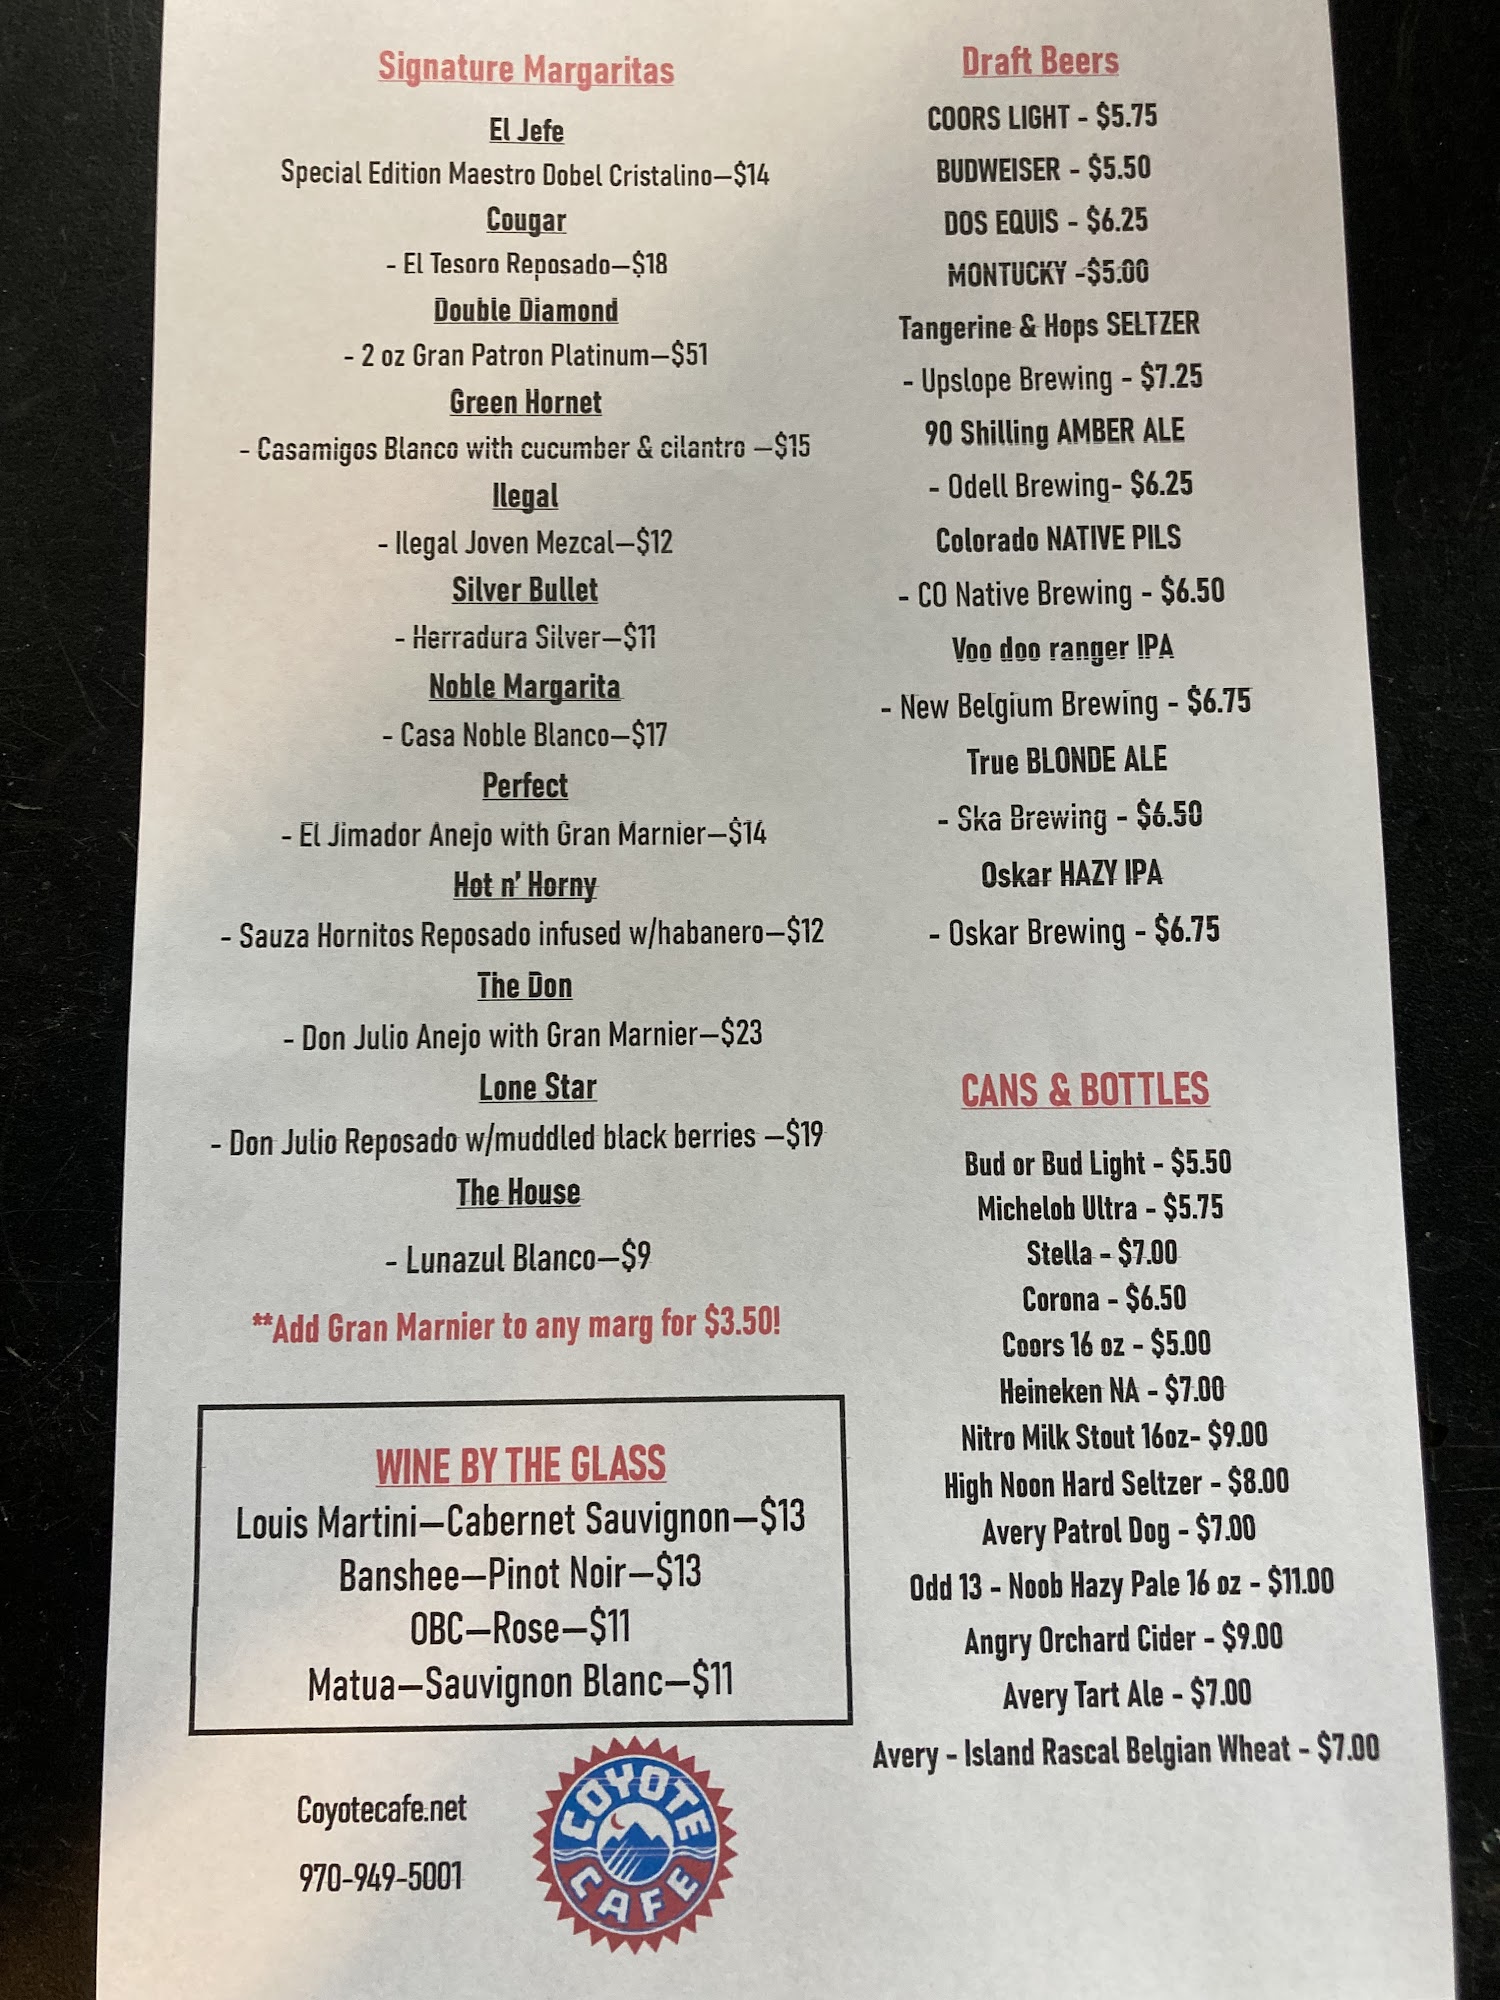 Signature Margaritas
El Jefe
Special Edition Maestro Dobel Cristalino—$14
Cougar
- El Tesoro Reposado—$18
Double Diamond
- 2 oz Gran Patron Platinum—$51
Green Hornet
- Casamigos Blanco with cucumber & cilantro —$15
Ilegal
- Ilegal Joven Mezcal—$12
Silver Bullet
- Herradura Silver—$11
Noble Margarita
- Casa Noble Blanco—$17
Perfect
- El Jimador Anejo with Gran Marnier—$14
Hot n’ Horny
- Sauza Hornitos Reposado infused w/habanero—$12
The Don
- Don Julio Anejo with Gran Marnier—$23
Lone Star
- Don Julio Reposado w/muddled black berries —$19
The House
- Lunazul Blanco—$9
**Add Gran Marnier to any marg for $3.50!
WINE BY THE GLASS
Louis Martini—Cabernet Sauvignon—$13
Banshee—Pinot Noir—$13
OBC—Rose—$11
Matua—Sauvignon Blanc—$11
Coyotecafe.net
970-949-5001
COYOTE
CAFE
Draft Beers
COORS LIGHT - $5.75
BUDWEISER - $5.50
DOS EQUIS - $6.25
MONTUCKY -$5.00
Tangerine & Hops SELTZER
- Upslope Brewing - $7.25
90 Shilling AMBER ALE
- Odell Brewing- $6.25
Colorado NATIVE PILS
- CO Native Brewing - $6.50
Voo doo ranger IPA
- New Belgium Brewing - $6.75
True BLONDE ALE
- Ska Brewing - $6.50
Oskar HAZY IPA
- Oskar Brewing - $6.75
CANS & BOTTLES
Bud or Bud Light - $5.50
Michelob Ultra - $5.75
Stella - $7.00
Corona - $6.50
Coors 16 oz - $5.00
Heineken NA - $7.00
Nitro Milk Stout 16oz- $9.00
High Noon Hard Seltzer - $8.00
Avery Patrol Dog - $7.00
Odd 13 - Noob Hazy Pale 16 oz - $11.00
Angry Orchard Cider - $9.00
Avery Tart Ale - $7.00
Avery - Island Rascal Belgian Wheat - $7.00